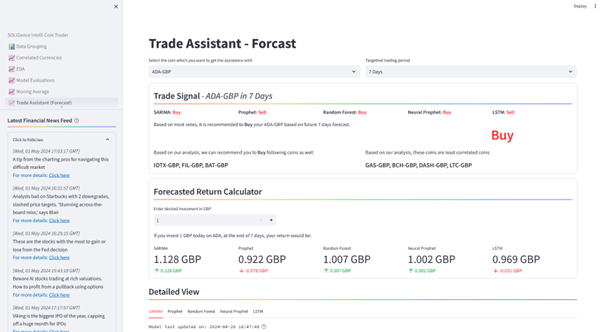 Deploy
SOLiGence Intelli Coin Trader
Data Grouping
Correlated Currencies
EDA
Model Evaluations
Moving Average
Trade Assistant (Forecast)
Latest Financial News Feed
Click to hide/see
[Wed, 01 May 2024 17:03:17 GMT]
A tip from the charting pros for navigating this
difficult market
For more details: Click here
[Wed, 01 May 2024 16:31:57 GMT]
Analysts bail on Starbucks with 2 downgrades,
slashed price targets. 'Stunning across-the-
board miss,' says Blair
For more details: Click here
[Wed, 01 May 2024 16:29:15 GMT]
These are the stocks with the most to gain or
lose from the Fed decision
For more details: Click here
[Wed, 01 May 2024 15:43:18 GMT]
Beware AI stocks trading at rich valuations.
How to profit from a pullback using options
For more details: Click here
[Wed, 01 May 2024 17:17:57 GMT]
Viking is the biggest IPO of the year, capping
off a huge month for IPOs
For more details: Click here
Trade Assistant - Forcast
Select the coin which you want to get the assistance with
Targeted trading period
ADA-GBP
7 Days
Trade Signal - ADA-GBP in 7 Days
SARIMA: Buy
Prophet: Sell
Random Forest: Buy
Neural Prophet: Buy
LSTM: Sell
Based on most votes, it is recommended to Buy your ADA-GBP based on future 7 days forecast.
Buy
Based on our analysis, we can recommend you to Buy following coins as well
Based on our analysis, these coins are least correlated coins
IOTX-GBP, FIL-GBP, BAT-GBP
GAS-GBP, BCH-GBP, DASH-GBP, LTC-GBP
Forecasted Return Calculator
Enter desired investment in GBP
1
- +
If you invest 1 GBP today on ADA, at the end of 7 days, your return would be:
SARIMA
Prophet
Random Forest
Neural Prophet
LSTM
1.128 GBP
0.922 GBP
1.007 GBP
1.002 GBP
0.969 GBP
↑ 0.128 GBP
↓ -0.078 GBP
↑ 0.007 GBP
↑ 0.002 GBP
↓ -0.031 GBP
Detailed View
SARIMA
Prophet
Random Forest
Neural Prophet
LSTM
Model last updated on: 2024-04-28 18:47:48